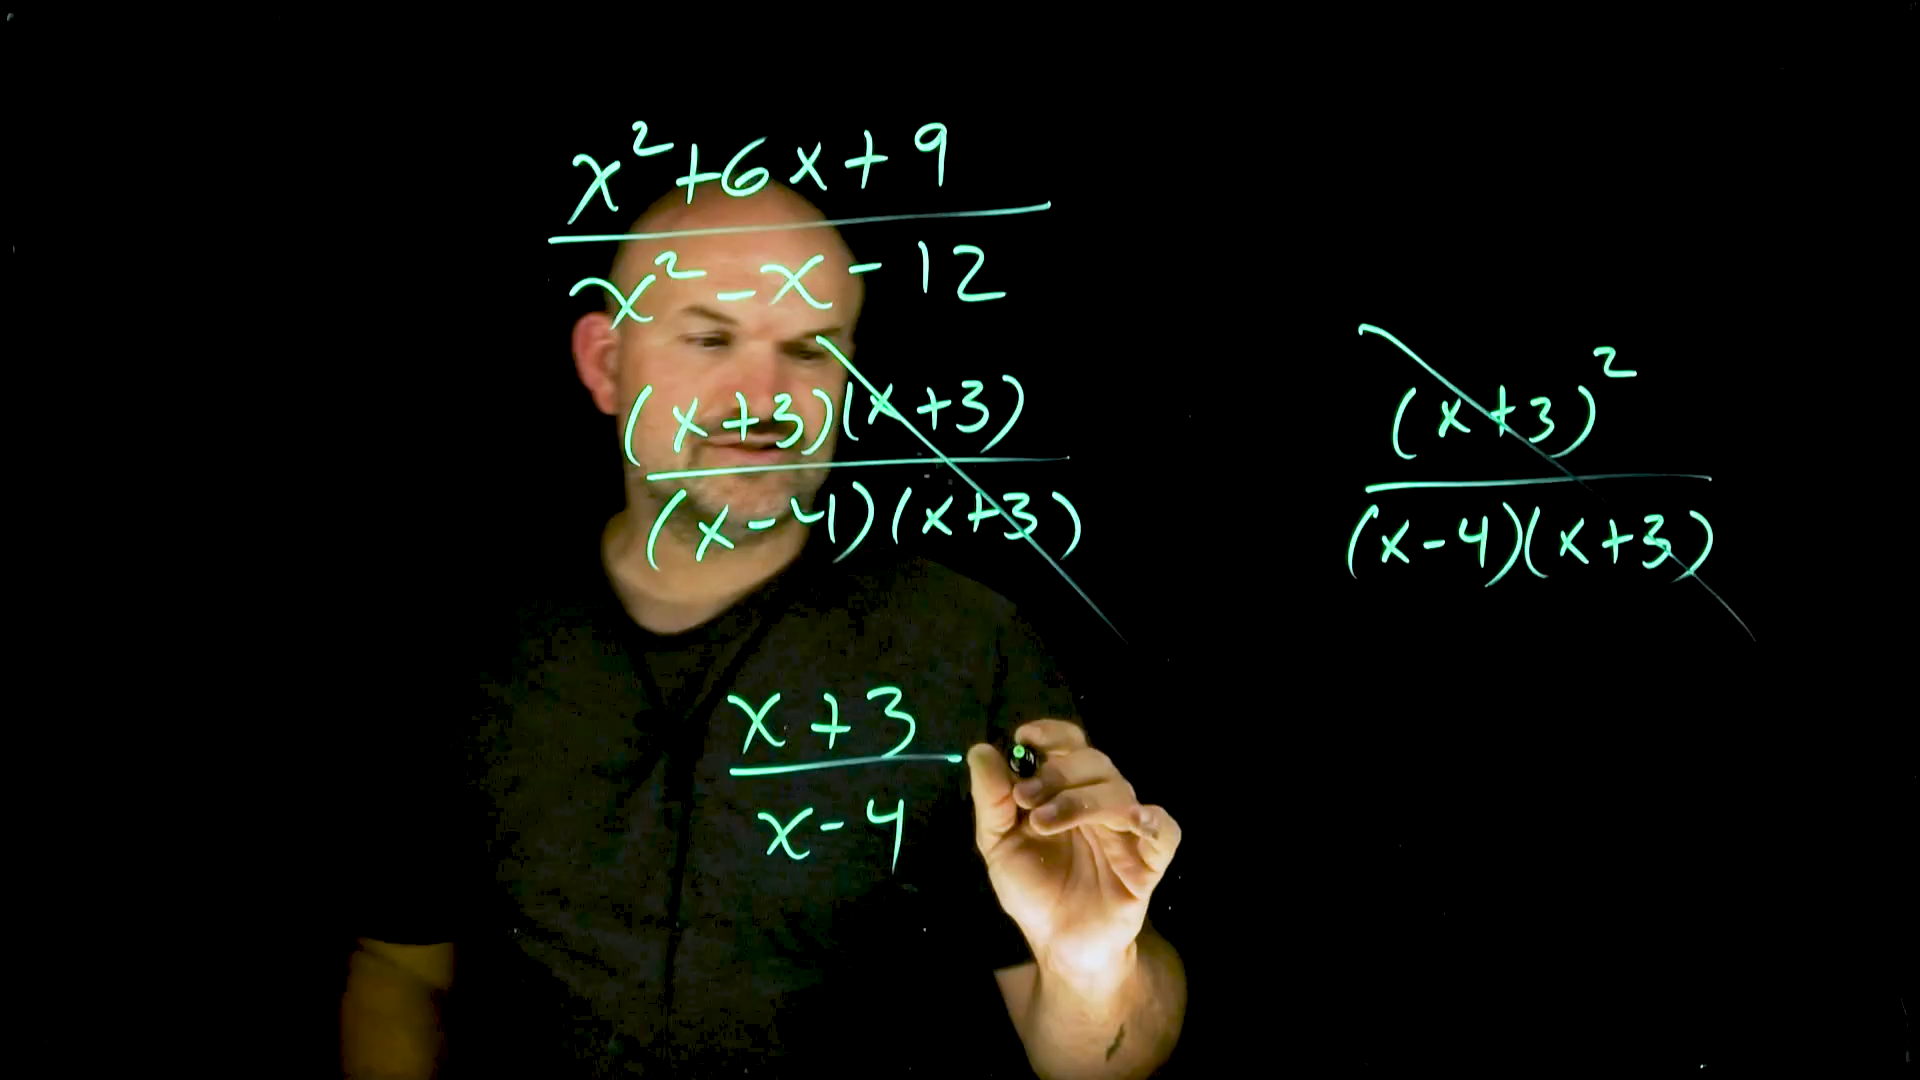 x²+6x+9
x²-x-12
(x+3)(x+3)
(x-4)(x+3)
x+3
x-4
(x+3)²
(x-4)(x+3)